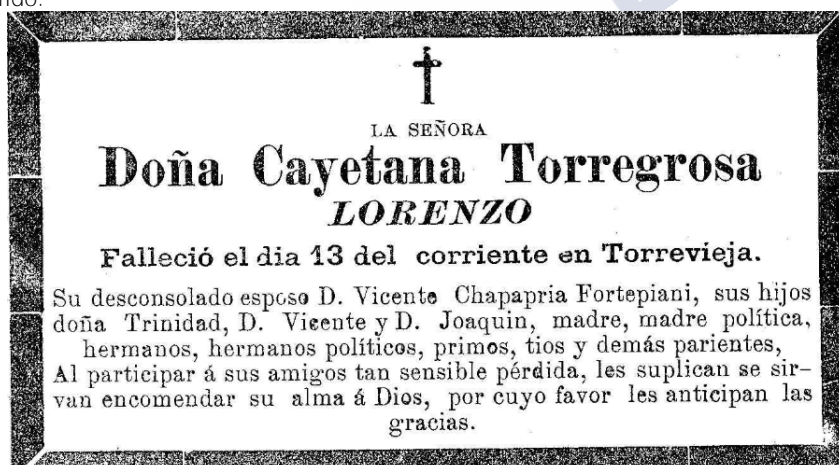 LA SEÑORA
Doña Cayetana Torregrosa
LORENZO
Falleció el dia 13 del corriente en Torrevieja.
Su desconsolado esposo D. Vicente Chapapria Fortepiani, sus hijos
doña Trinidad, D. Vicente y D. Joaquin, madre, madre política,
hermanos, hermanos políticos, primos, tios y demás parientes,
Al participar á sus amigos tan sensible pérdida, les suplican se sir-
van encomendar su alma á Dios, por cuyo favor les anticipan las
gracias.